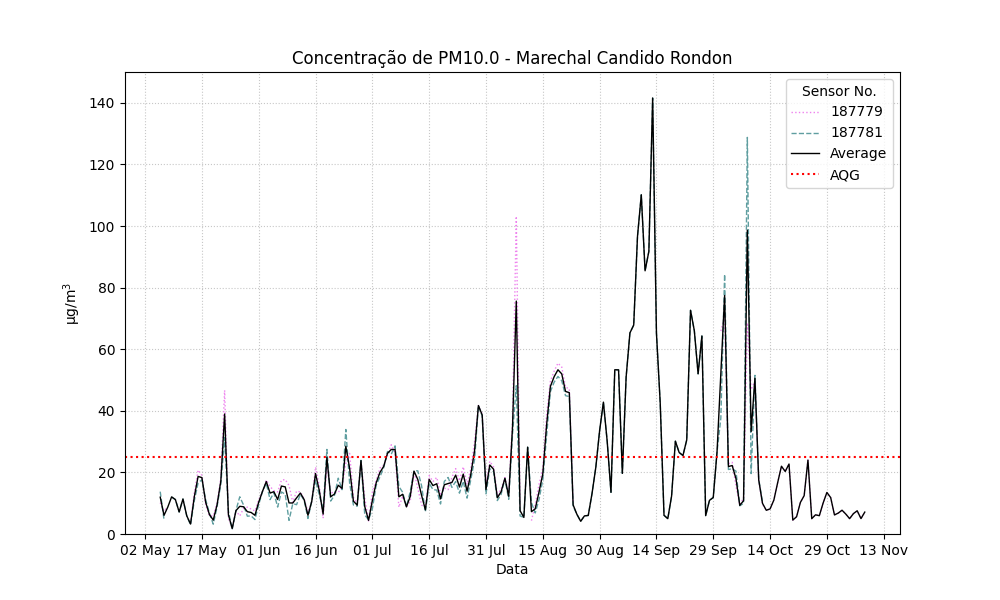 Concentração de PM10.0 - Marechal Candido Rondon
Sensor No.
187779
187781
Average
AQG
140
120
100
80
60
40
20
0
µg/m³
02 May 17 May 01 Jun 16 Jun 01 Jul 16 Jul 31 Jul 15 Aug 30 Aug 14 Sep 29 Sep 14 Oct 29 Oct 13 Nov
Data